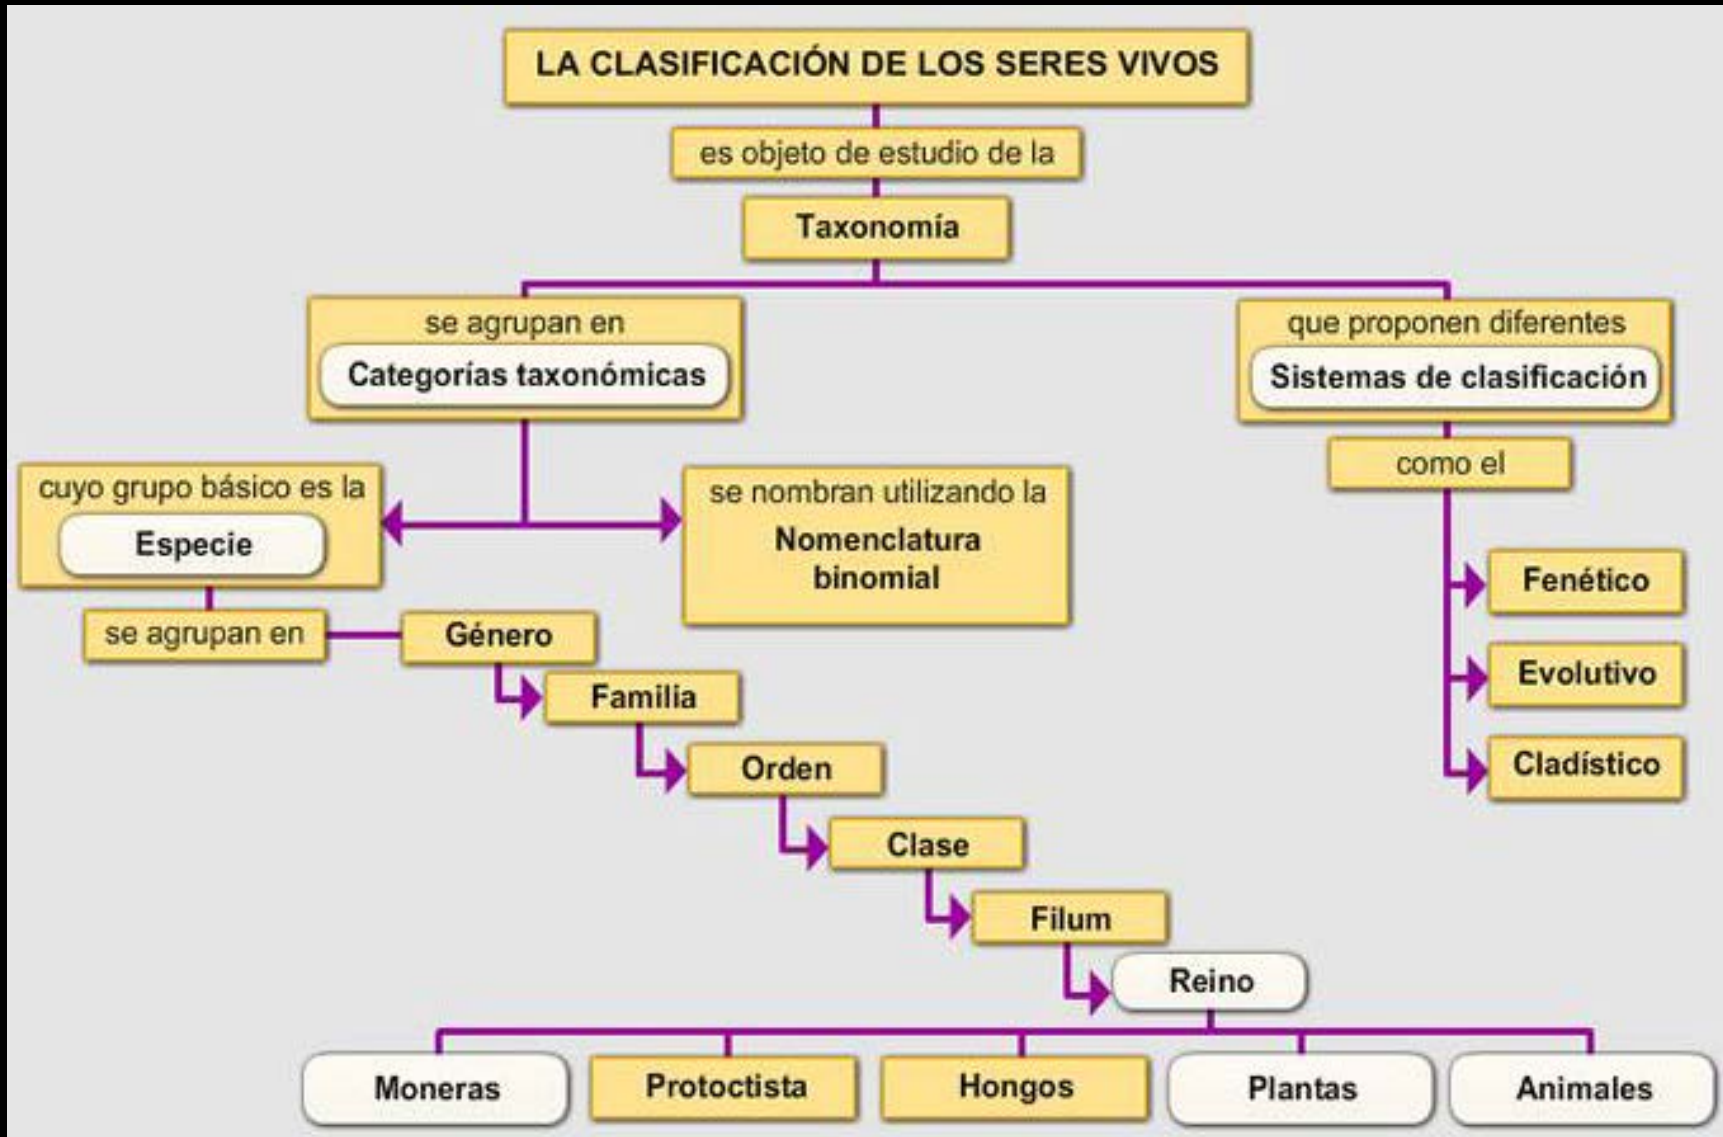 LA CLASIFICACIÓN DE LOS SERES VIVOS
es objeto de estudio de la
Taxonomía
se agrupan en
Categorías taxonómicas
que proponen diferentes
Sistemas de clasificación
cuyo grupo básico es la
Especie
se nombran utilizando la
Nomenclatura
binomial
como el
Fenético
Evolutivo
Cladístico
se agrupan en
Género
Familia
Orden
Clase
Filum
Reino
Moneras
Protoctista
Hongos
Plantas
Animales